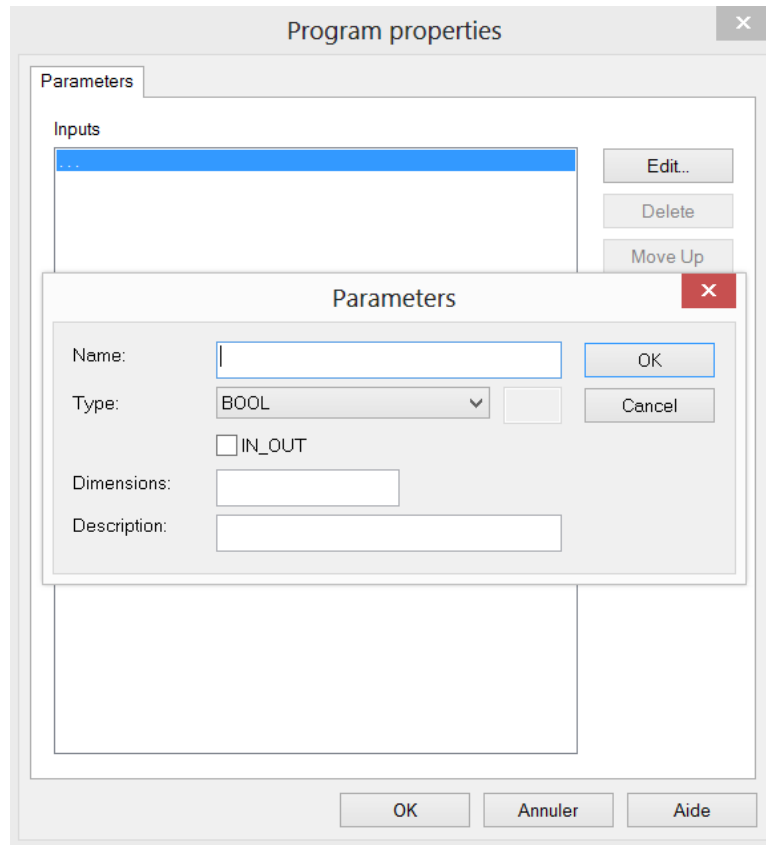 Program properties
Parameters
Inputs
...
Edit...
Delete
Move Up
Parameters
Name:
OK
Type: BOOL
Cancel
IN_OUT
Dimensions:
Description:
OK Annuler Aide